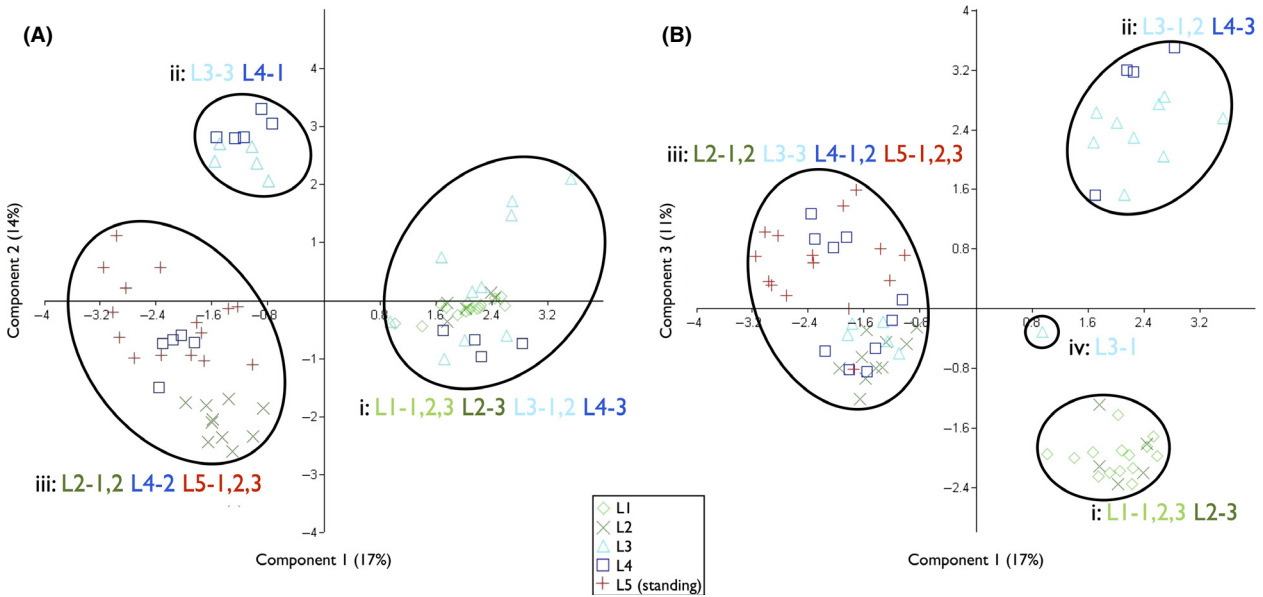 (A)
ii: L3-3 L4-1
Component 2 (14%)
4
3
2
1
−1
−2
−3
−4
−4
−3.2
−2.4
−1.6
−0.8
0.8
1.6
2.4
3.2
i: L1-1,2,3 L2-3 L3-1,2 L4-3
iii: L2-1,2 L4-2 L5-1,2,3
Component 1 (17%)
L1
L2
L3
L4
L5 (standing)
(B)
ii: L3-1,2 L4-3
iii: L2-1,2 L3-3 L4-1,2 L5-1,2,3
Component 3 (11%)
4
3.2
2.4
1.6
0.8
−0.8
−1.6
−2.4
−4
−3.2
−2.4
−1.6
−0.8
0.8
1.6
2.4
3.2
iv: L3-1
i: L1-1,2,3 L2-3
Component 1 (17%)